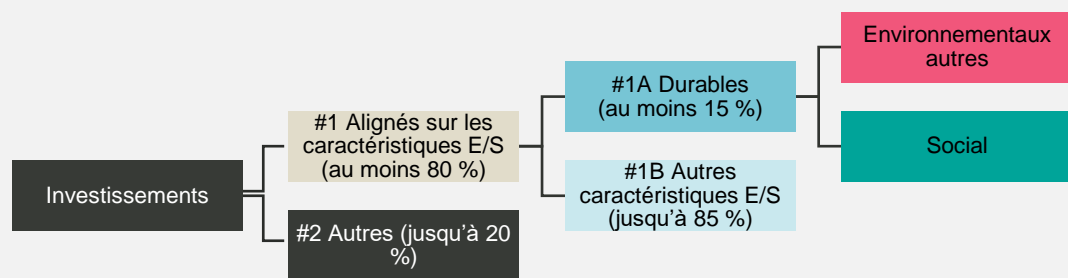 Investissements
#1 Alignés sur les
caractéristiques E/S
(au moins 80 %)
#2 Autres (jusqu’à 20
%)
#1A Durables
(au moins 15 %)
#1B Autres
caractéristiques E/S
(jusqu’à 85 %)
Environnementaux
autres
Social